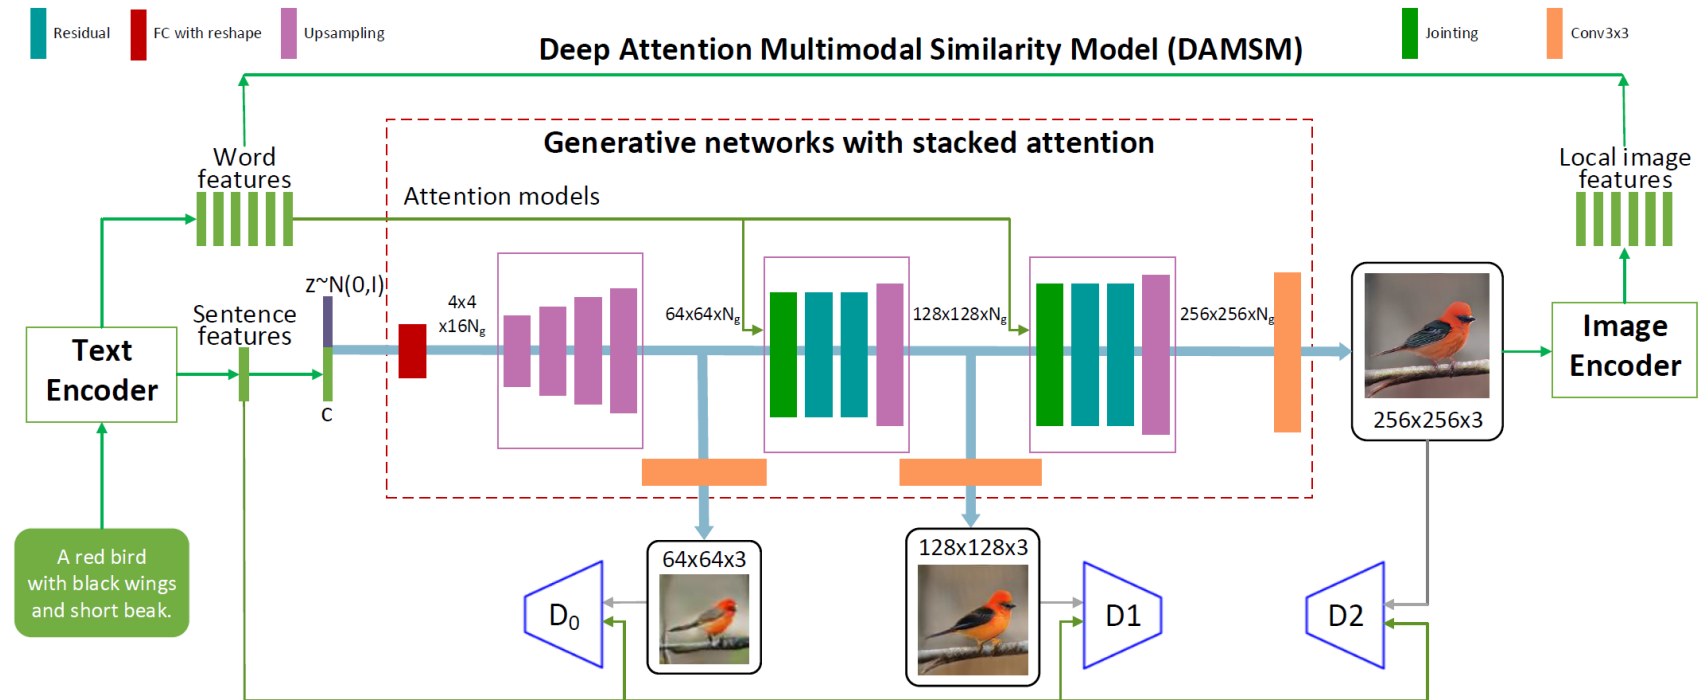 Residual
FC with reshape
Upsampling
Jointing
Conv3x3
Deep Attention Multimodal Similarity Model (DAMSM)
Generative networks with stacked attention
Word
features
Local image
features
Attention models
z~N(0,I)
Sentence
features
4x4
x16Ng
64x64xNg
128x128xNg
256x256xNg
Text
Encoder
c
Image
Encoder
256x256x3
A red bird
with black wings
and short beak.
64x64x3
128x128x3
D0
D1
D2